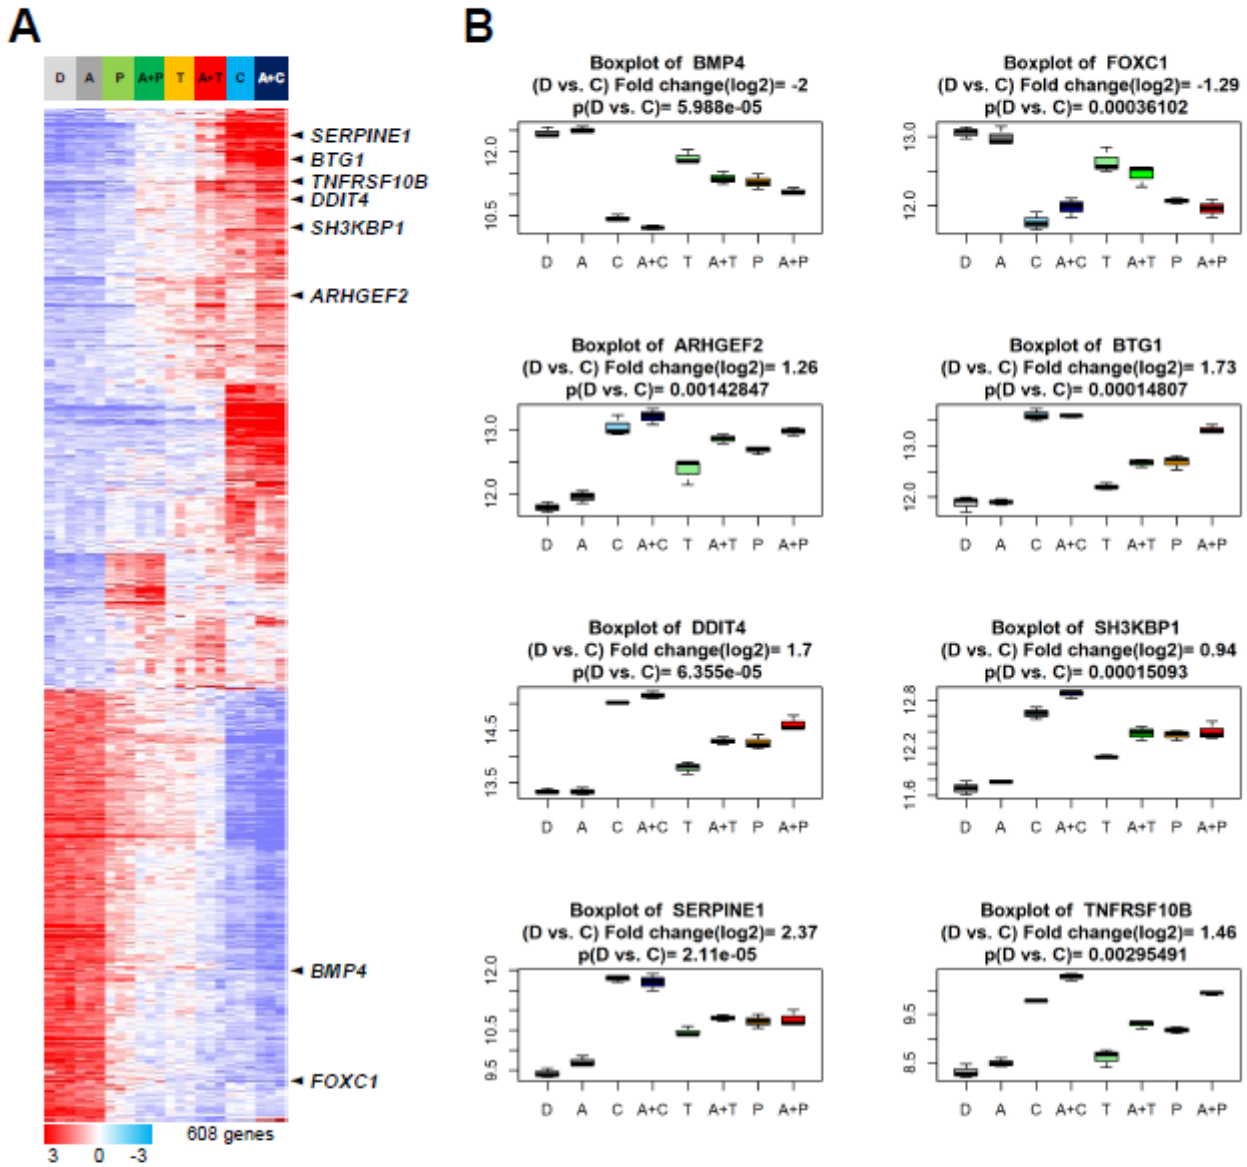 A
D A P A+P T A+T C A+C
SERPINE1
BTG1
TNFRSF10B
DDIT4
SH3KBP1
ARHGEF2
BMP4
FOXC1
608 genes
3 0 -3
B
Boxplot of BMP4
(D vs. C) Fold change(log2)= -2
p(D vs. C)= 5.988e-05
12.0
10.5
D A C A+C T A+T P A+P
Boxplot of FOXC1
(D vs. C) Fold change(log2)= -1.29
p(D vs. C)= 0.00036102
13.0
12.0
D A C A+C T A+T P A+P
Boxplot of ARHGEF2
(D vs. C) Fold change(log2)= 1.26
p(D vs. C)= 0.00142847
13.0
12.0
D A C A+C T A+T P A+P
Boxplot of BTG1
(D vs. C) Fold change(log2)= 1.73
p(D vs. C)= 0.00014807
13.0
12.0
D A C A+C T A+T P A+P
Boxplot of DDIT4
(D vs. C) Fold change(log2)= 1.7
p(D vs. C)= 6.355e-05
14.5
13.5
D A C A+C T A+T P A+P
Boxplot of SH3KBP1
(D vs. C) Fold change(log2)= 0.94
p(D vs. C)= 0.00015093
12.8
12.2
11.6
D A C A+C T A+T P A+P
Boxplot of SERPINE1
(D vs. C) Fold change(log2)= 2.37
p(D vs. C)= 2.11e-05
12.0
10.5
9.5
D A C A+C T A+T P A+P
Boxplot of TNFRSF10B
(D vs. C) Fold change(log2)= 1.46
p(D vs. C)= 0.00295491
9.5
8.5
D A C A+C T A+T P A+P